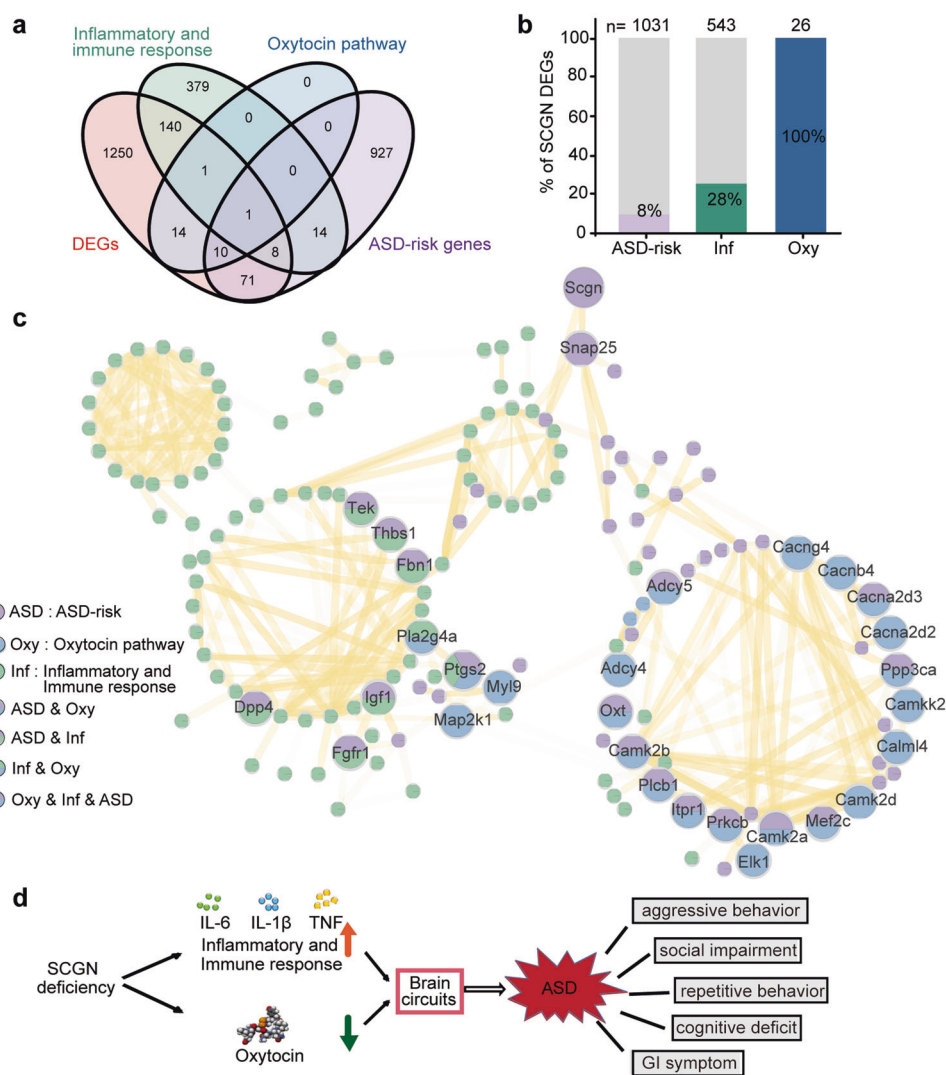 a
Inflammatory and
immune response
Oxytocin pathway
379
0
140
0
0
1250
1
0
927
1
14
10
8
14
DEGs
71
ASD-risk genes
b
n= 1031
543
26
% of SCGN DEGs
100
80
60
40
20
0
8%
28%
100%
ASD-risk
Inf
Oxy
c
Scgn
Snap25
Tek
Thbs1
Fbn1
Pla2g4a
Ptgs2
Myl9
Igf1
Dpp4
Map2k1
Fgfr1
Cacng4
Cacnb4
Adcy5
Cacna2d3
Cacna2d2
Adcy4
Ppp3ca
Camkk2
Oxt
Calml4
Camk2b
Plcb1
Camk2d
Itpr1
Mef2c
Prkcb
Camk2a
Elk1
ASD : ASD-risk
Oxy : Oxytocin pathway
Inf : Inflammatory and
Immune response
ASD & Oxy
ASD & Inf
Inf & Oxy
Oxy & Inf & ASD
d
SCGN
deficiency
IL-6
IL-1β
TNF
Inflammatory and
Immune response
Oxytocin
Brain
circuits
ASD
aggressive behavior
social impairment
repetitive behavior
cognitive deficit
GI symptom